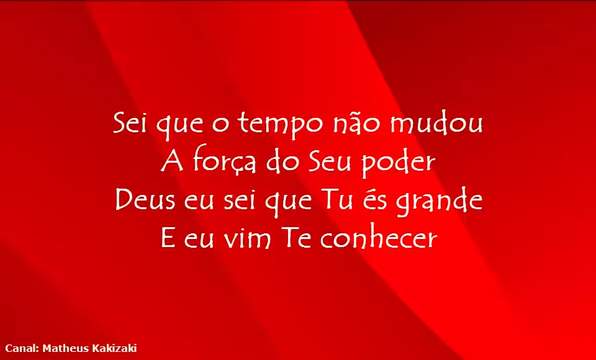 Sei que o tempo não mudou
A força do Seu poder
Deus eu sei que Tu és grande
E eu vim Te conhecer
Canal: Matheus Kakizaki